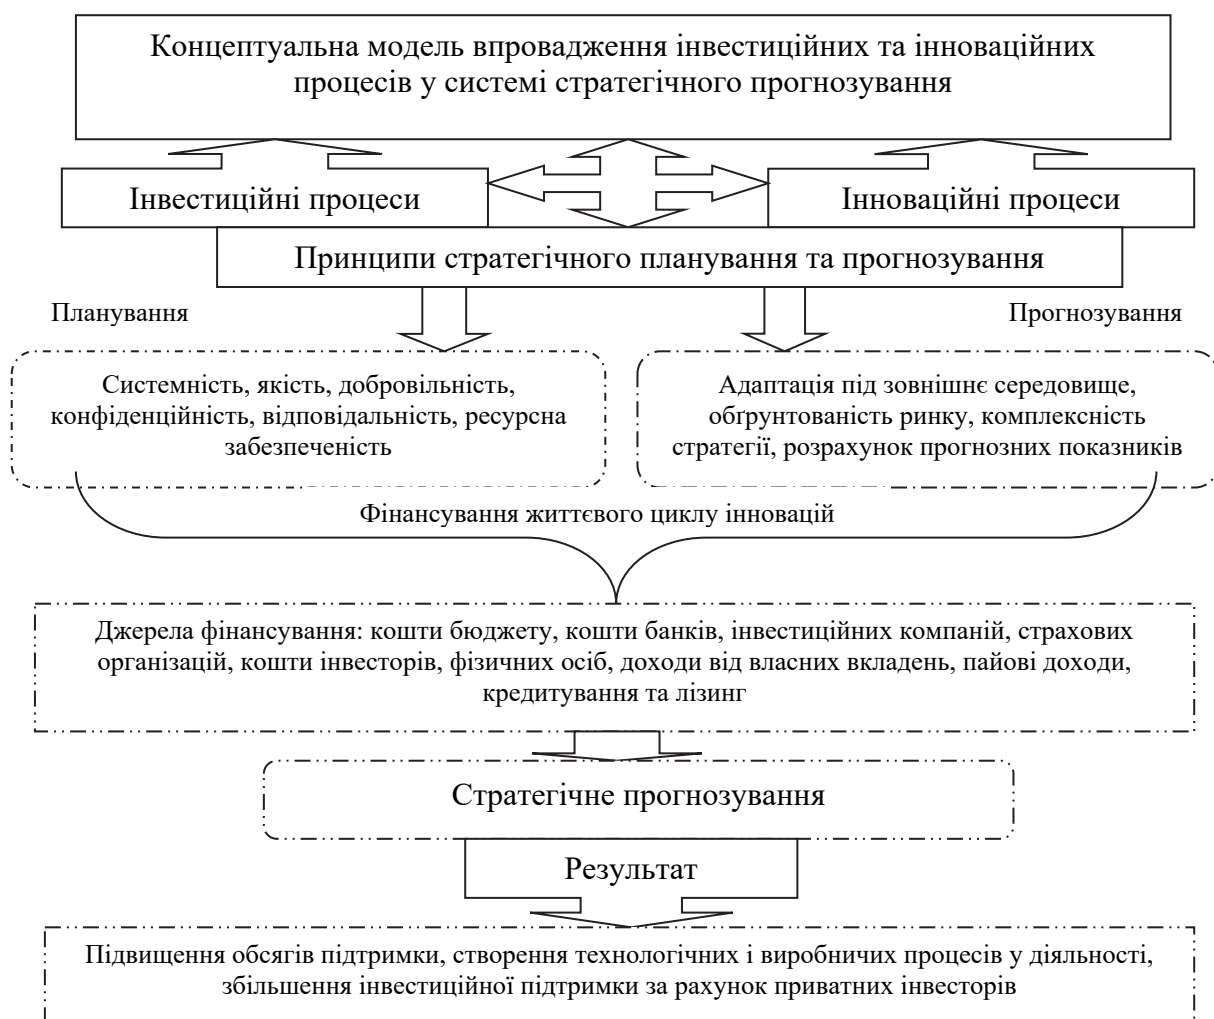 Концептуальна модель впровадження інвестиційних та інноваційних
процесів у системі стратегічного прогнозування
Інвестиційні процеси
Інноваційні процеси
Принципи стратегічного планування та прогнозування
Планування
Прогнозування
Системність, якість, добровільність,
конфіденційність, відповідальність, ресурсна
забезпеченість
Адаптація під зовнішнє середовище,
обґрунтованість ринку, комплексність
стратегії, розрахунок прогнозних показників
Фінансування життєвого циклу інновацій
Джерела фінансування: кошти бюджету, кошти банків, інвестиційних компаній, страхових
організацій, кошти інвесторів, фізичних осіб, доходи від власних вкладень, пайові доходи,
кредитування та лізинг
Стратегічне прогнозування
Результат
Підвищення обсягів підтримки, створення технологічних і виробничих процесів у діяльності,
збільшення інвестиційної підтримки за рахунок приватних інвесторів